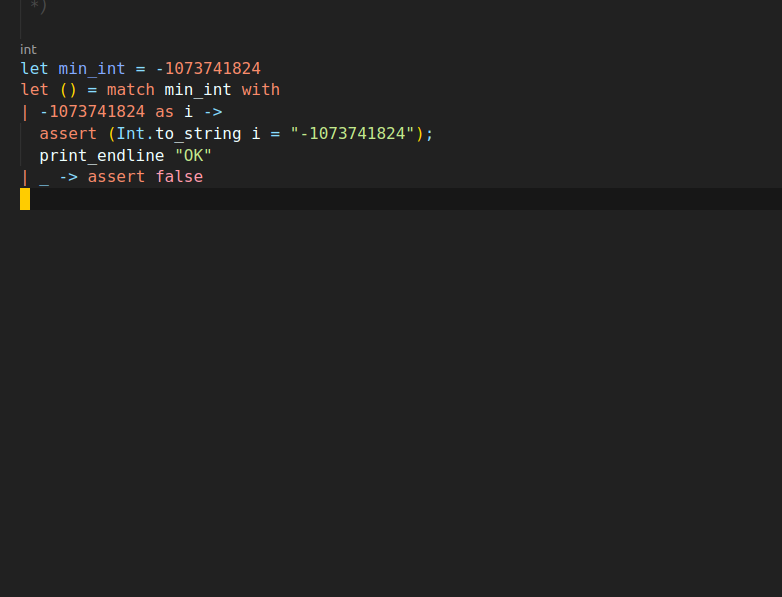 *)
int
let min_int = -1073741824
let () = match min_int with
| -1073741824 as i ->
  assert (Int.to_string i = "-1073741824");
  print_endline "OK"
| _ -> assert false